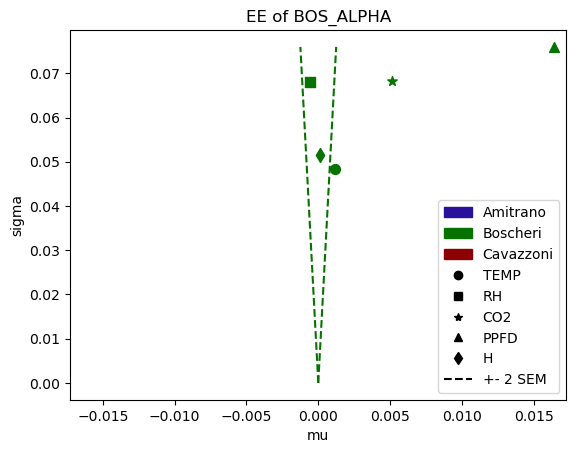 EE of BOS_ALPHA
sigma
0.07
0.06
0.05
0.04
0.03
0.02
0.01
0.00
Amitrano
Boscheri
Cavazzoni
TEMP
RH
CO2
PPFD
H
+- 2 SEM
−0.015 −0.010 −0.005 0.000 0.005 0.010 0.015
mu